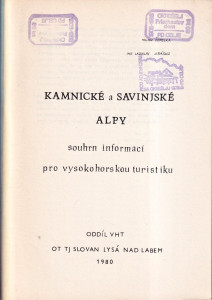 KAMNICKÉ a SAVINJSKÉ
ALPY
souhrn informací
pro vysokohorskou turistiku
ODDÍL VHT
OT TJ SLOVAN LYSÁ NAD LABEM
1980